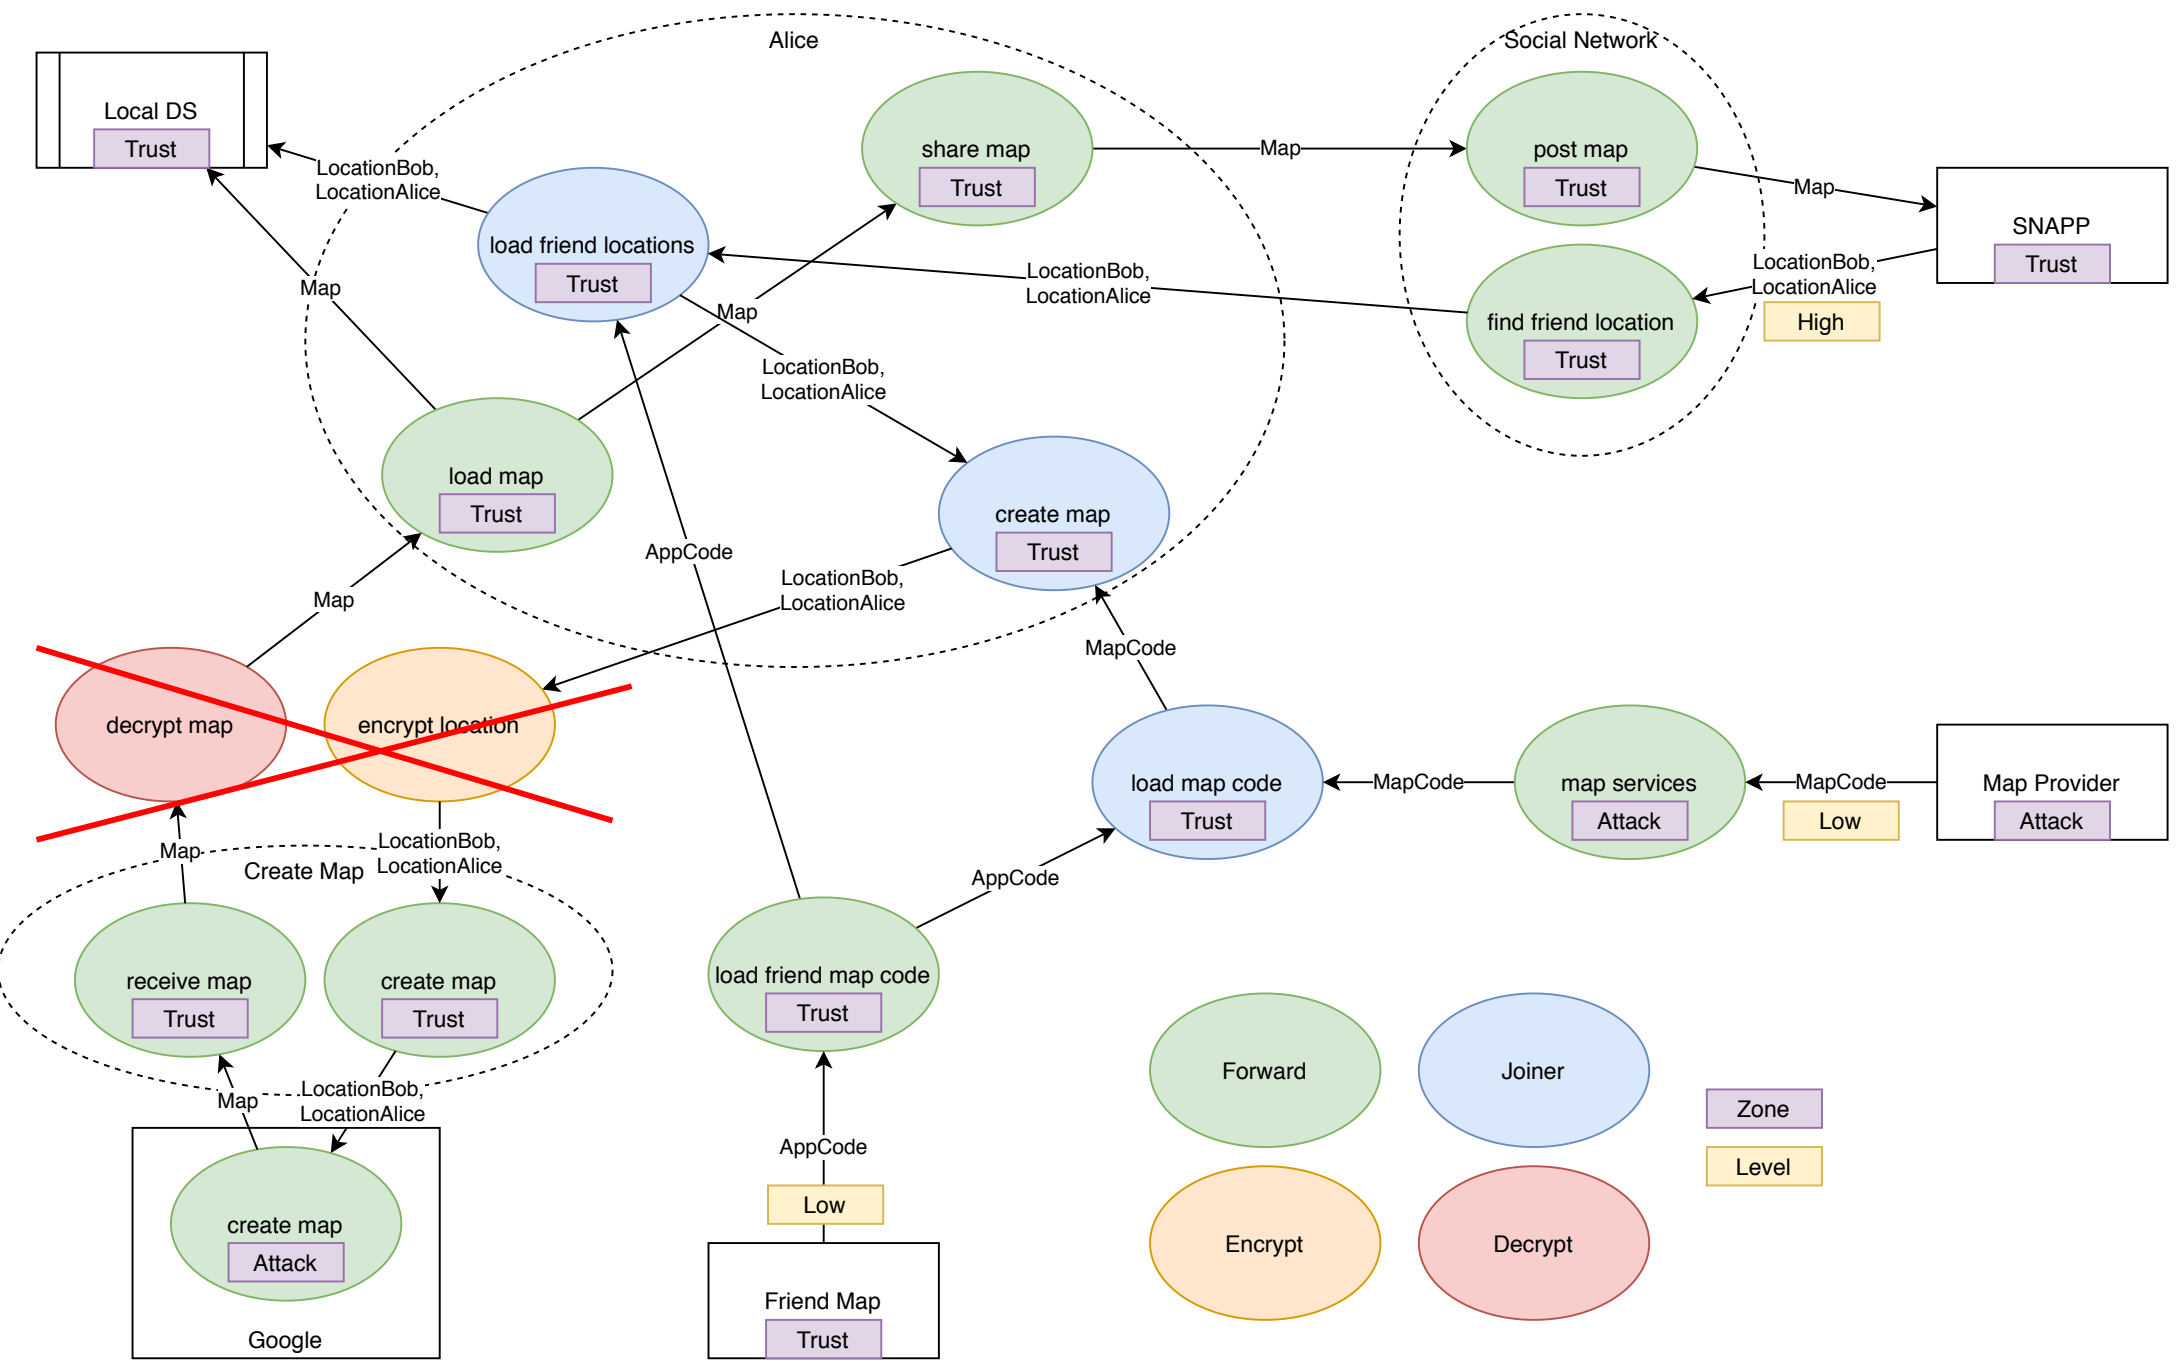 Alice
Social Network
Local DS
Trust
share map
Trust
Map
post map
Trust
Map
LocationBob,
LocationAlice
load friend locations
Trust
SNAPP
Trust
LocationBob,
LocationAlice
LocationBob,
LocationAlice
High
Map
Map
find friend location
Trust
LocationBob,
LocationAlice
load map
Trust
create map
Trust
AppCode
LocationBob,
LocationAlice
Map
MapCode
decrypt map
encrypt location
load map code
Trust
MapCode
map services
Attack
MapCode
Low
Map Provider
Attack
Map
LocationBob,
LocationAlice
Create Map
AppCode
receive map
Trust
create map
Trust
load friend map code
Trust
Map
LocationBob,
LocationAlice
Forward
Joiner
Zone
AppCode
Level
Low
create map
Attack
Google
Friend Map
Trust
Encrypt
Decrypt